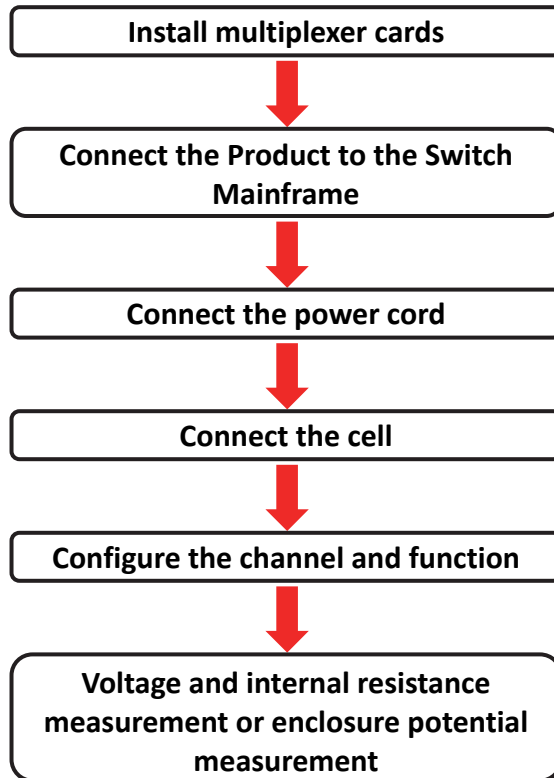 Install multiplexer cards
Connect the Product to the Switch
Mainframe
Connect the power cord
Connect the cell
Configure the channel and function
Voltage and internal resistance
measurement or enclosure potential
measurement